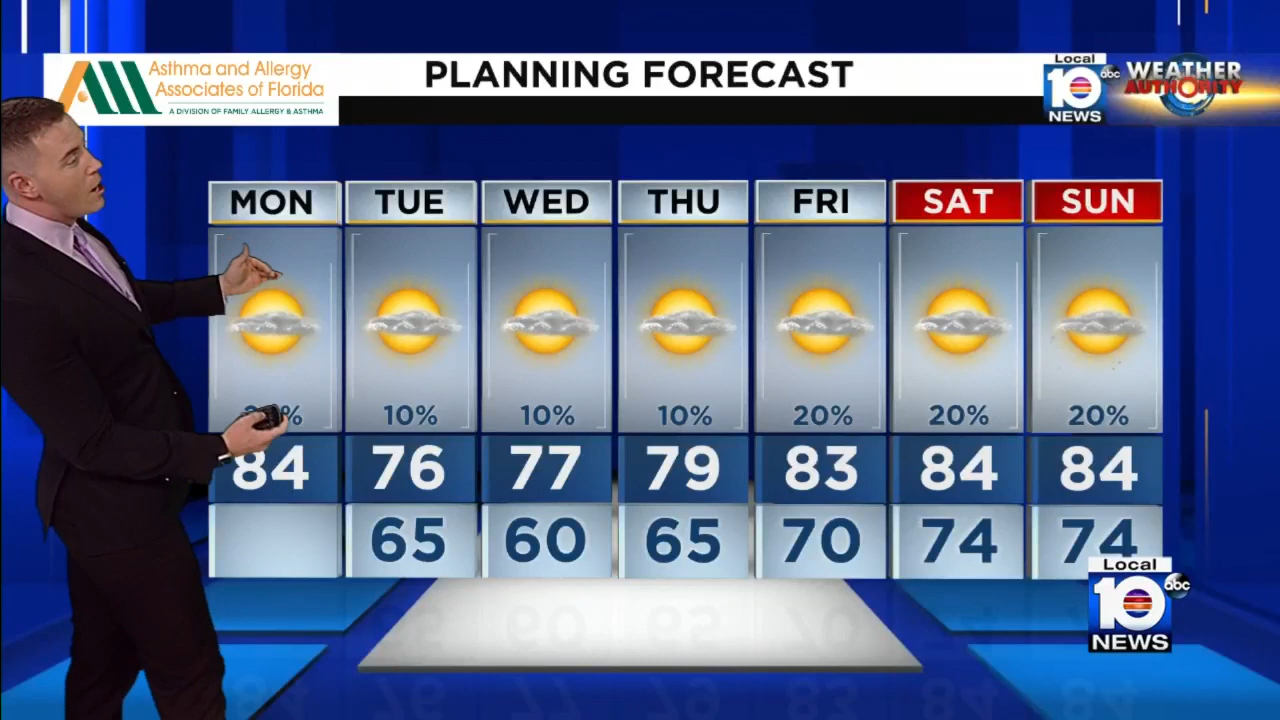 Asthma and Allergy
Associates of Florida
A DIVISION OF FAMILY ALLERGY & ASTHMA
PLANNING FORECAST
Local
10
abc
NEWS
WEATHER
AUTHORITY
MON TUE WED THU FRI SAT SUN
10% 10% 10% 20% 20% 20%
84 76 77 79 83 84 84
65 60 65 70 74 74
Local
10
abc
NEWS